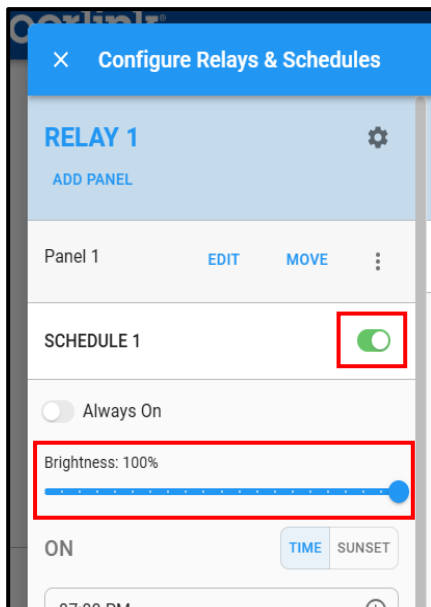 Configure Relays & Schedules
RELAY 1
ADD PANEL
Panel 1 EDIT MOVE
SCHEDULE 1
Always On
Brightness: 100%
ON TIME SUNSET